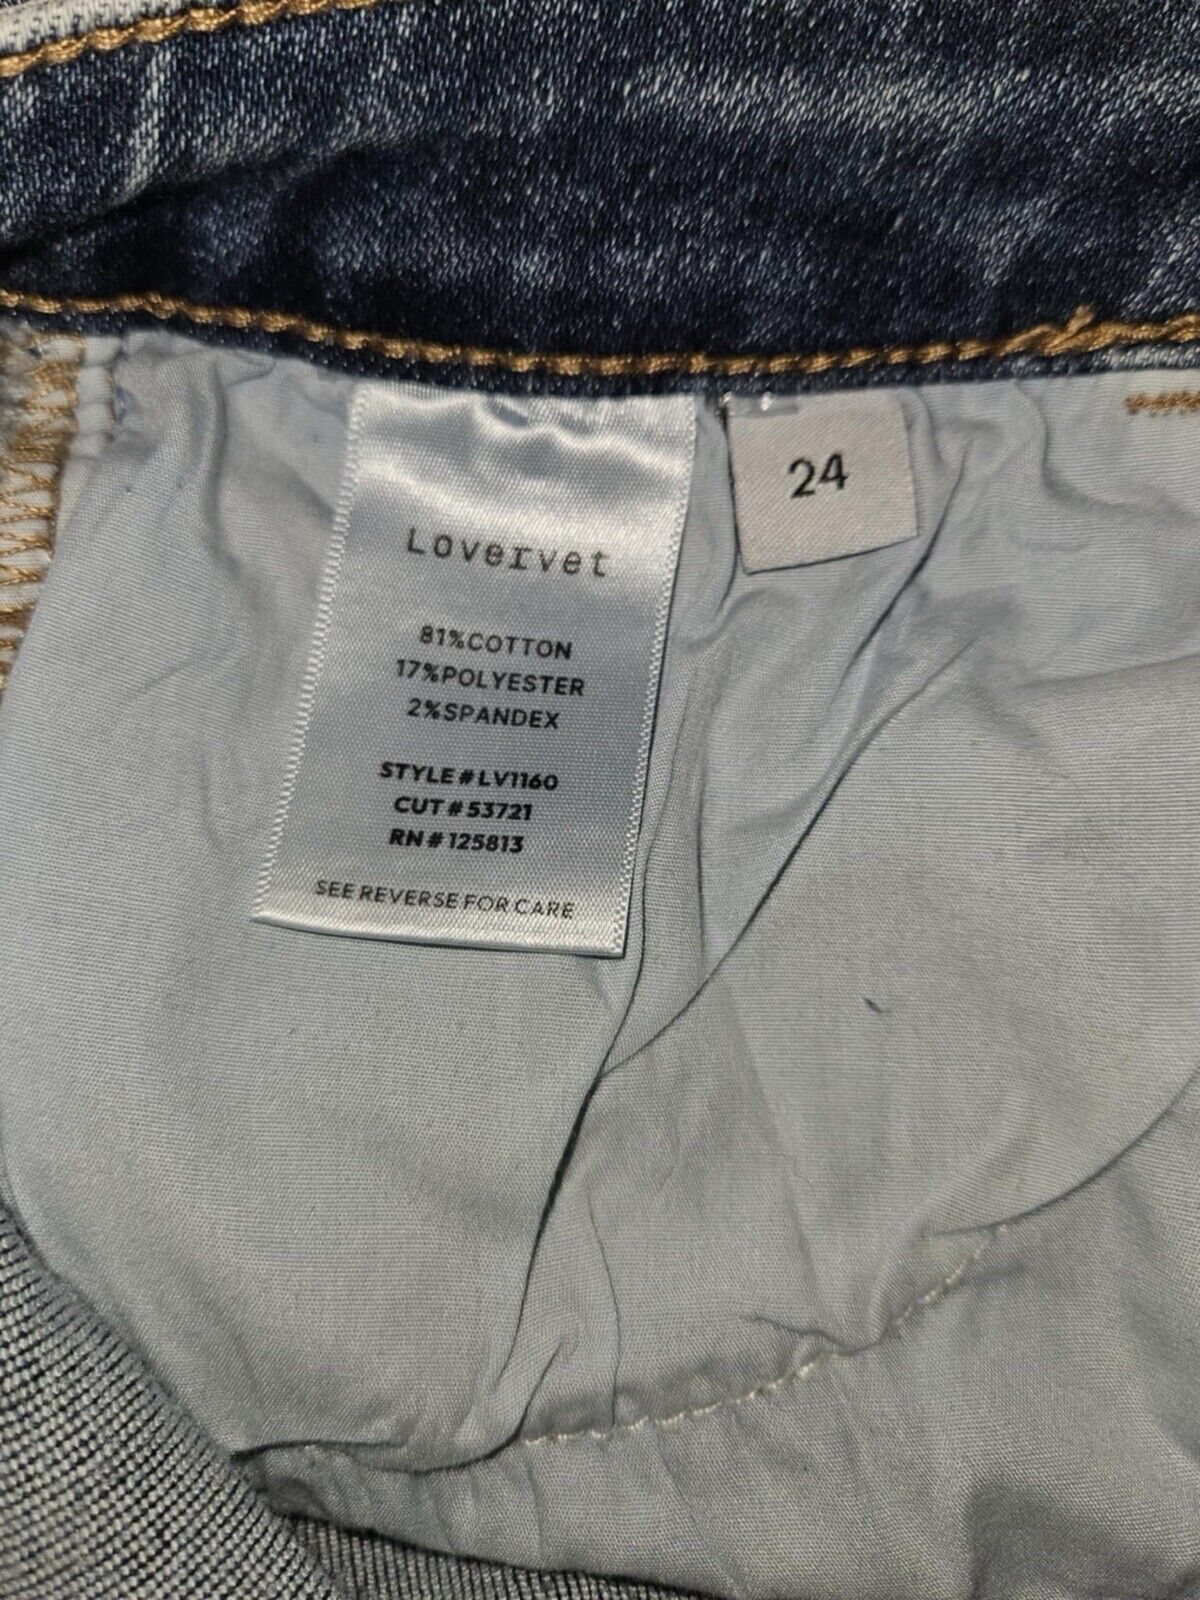 Lovervet
81%COTTON
17%POLYESTER
2%SPANDEX
STYLE#LV1160
CUT#53721
RN#125813
SEE REVERSE FOR CARE
24